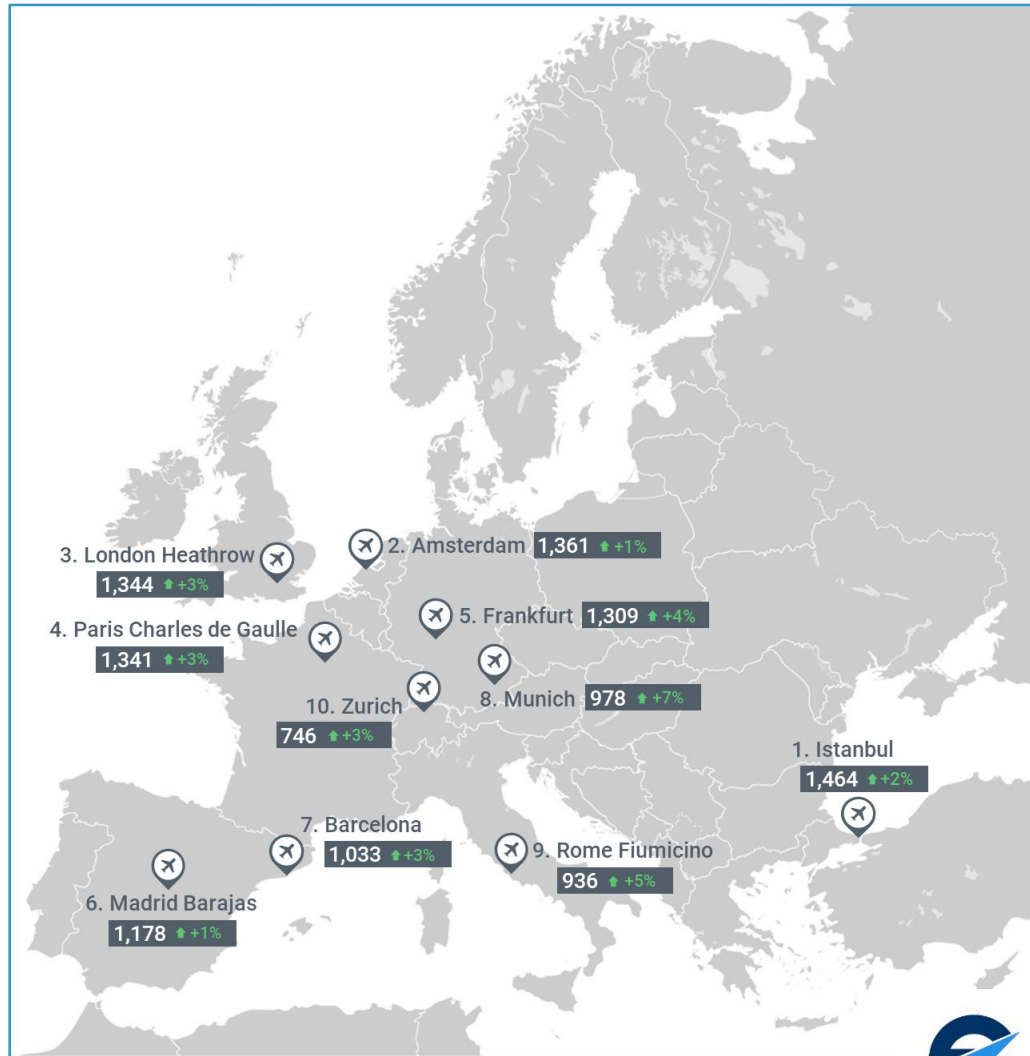 3. London Heathrow
1,344 +3%
2. Amsterdam 1,361 +1%
4. Paris Charles de Gaulle
1,341 +3%
5. Frankfurt 1,309 +4%
10. Zurich
746 +3%
8. Munich 978 +7%
1. Istanbul
1,464 +2%
7. Barcelona
1,033 +3%
9. Rome Fiumicino
936 +5%
6. Madrid Barajas
1,178 +1%